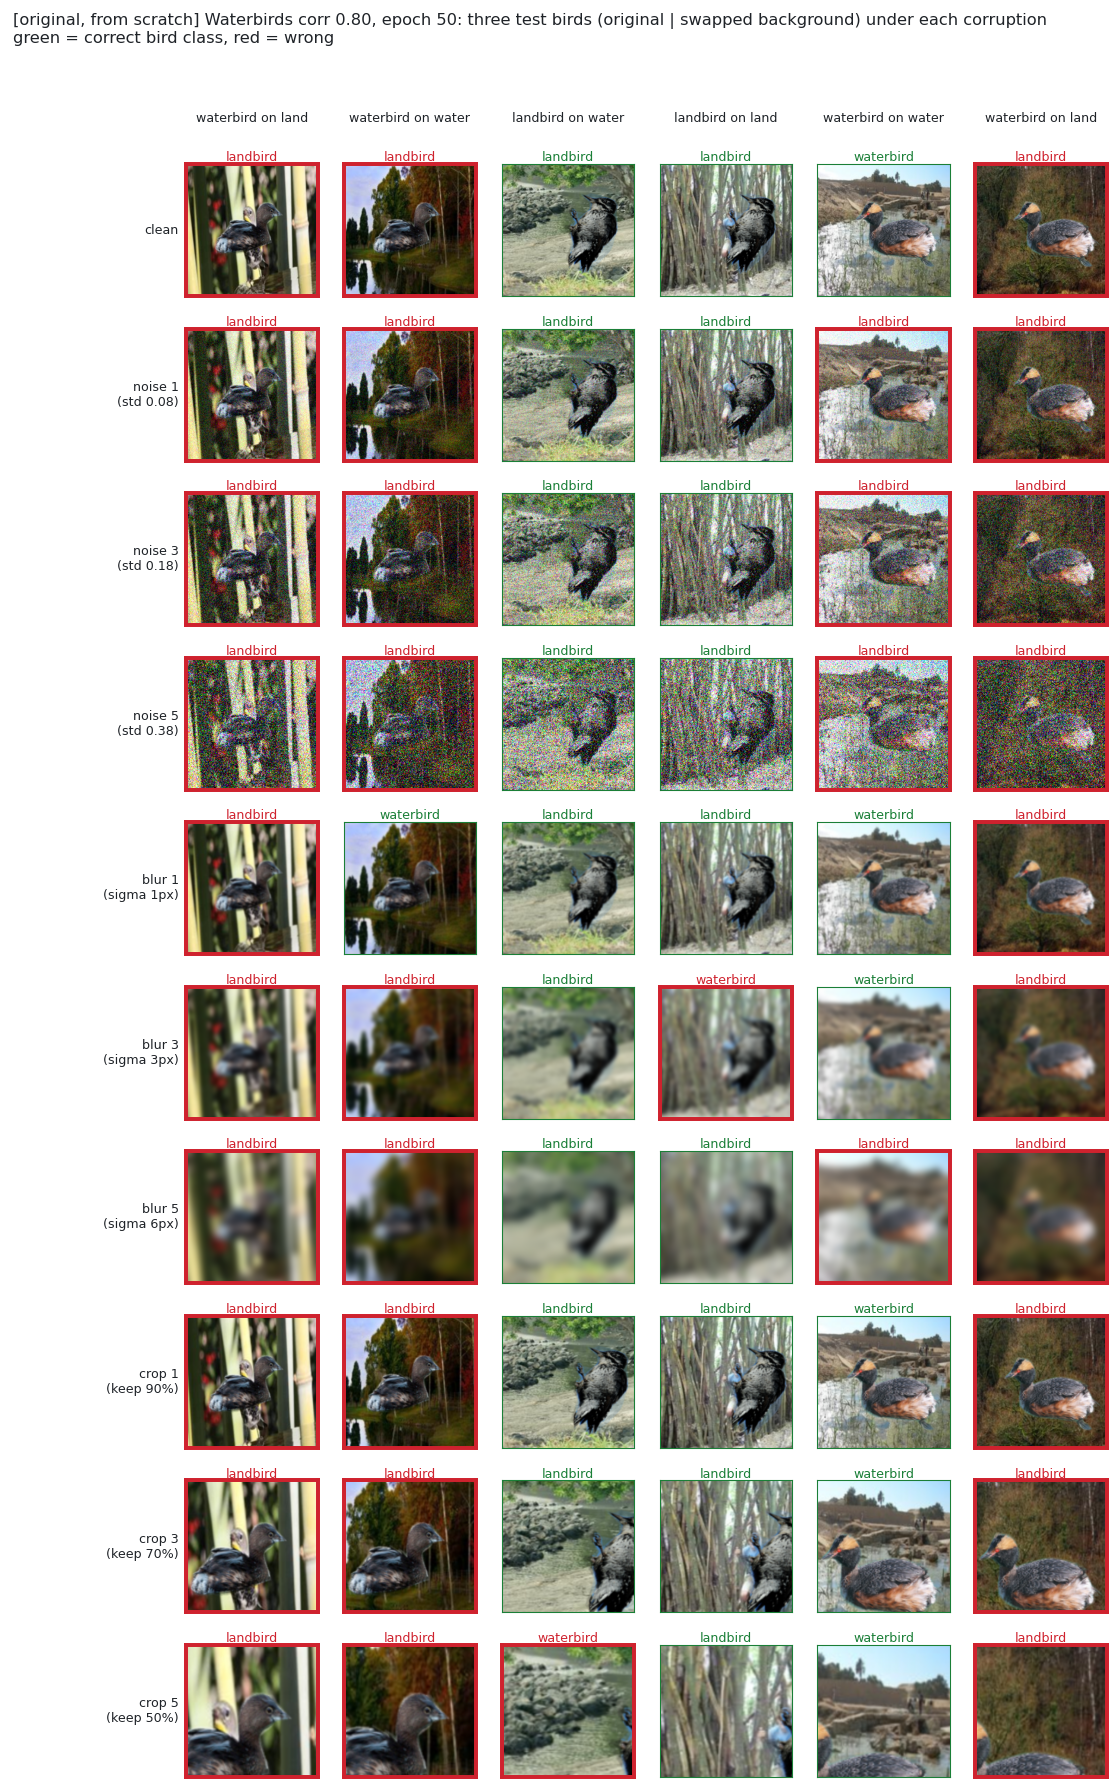 [original, from scratch] Waterbirds corr 0.80, epoch 50: three test birds (original | swapped background) under each corruption
green = correct bird class, red = wrong
waterbird on land waterbird on water landbird on water landbird on land waterbird on water waterbird on land
landbird landbird landbird landbird waterbird landbird
clean
landbird landbird landbird landbird landbird landbird
noise 1
(std 0.08)
landbird landbird landbird landbird landbird landbird
noise 3
(std 0.18)
landbird landbird landbird landbird landbird landbird
noise 5
(std 0.38)
landbird waterbird landbird landbird waterbird landbird
blur 1
(sigma 1px)
landbird landbird landbird waterbird waterbird landbird
blur 3
(sigma 3px)
landbird landbird landbird landbird landbird landbird
blur 5
(sigma 6px)
landbird landbird landbird landbird waterbird landbird
crop 1
(keep 90%)
landbird landbird landbird landbird waterbird landbird
crop 3
(keep 70%)
landbird landbird waterbird landbird waterbird landbird
crop 5
(keep 50%)